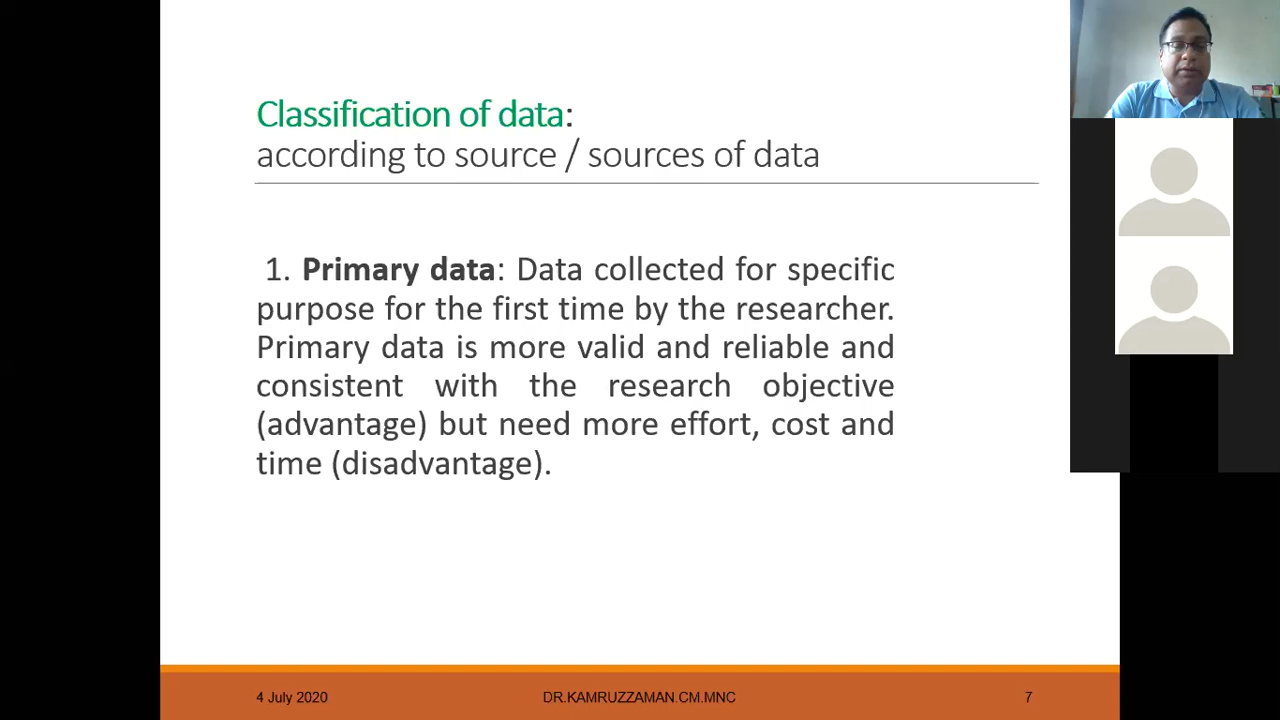 Classification of data:
according to source / sources of data
1. Primary data: Data collected for specific
purpose for the first time by the researcher.
Primary data is more valid and reliable and
consistent with the research objective
(advantage) but need more effort, cost and
time (disadvantage).
4 July 2020 DR.KAMRUZZAMAN.CM.MNC 7